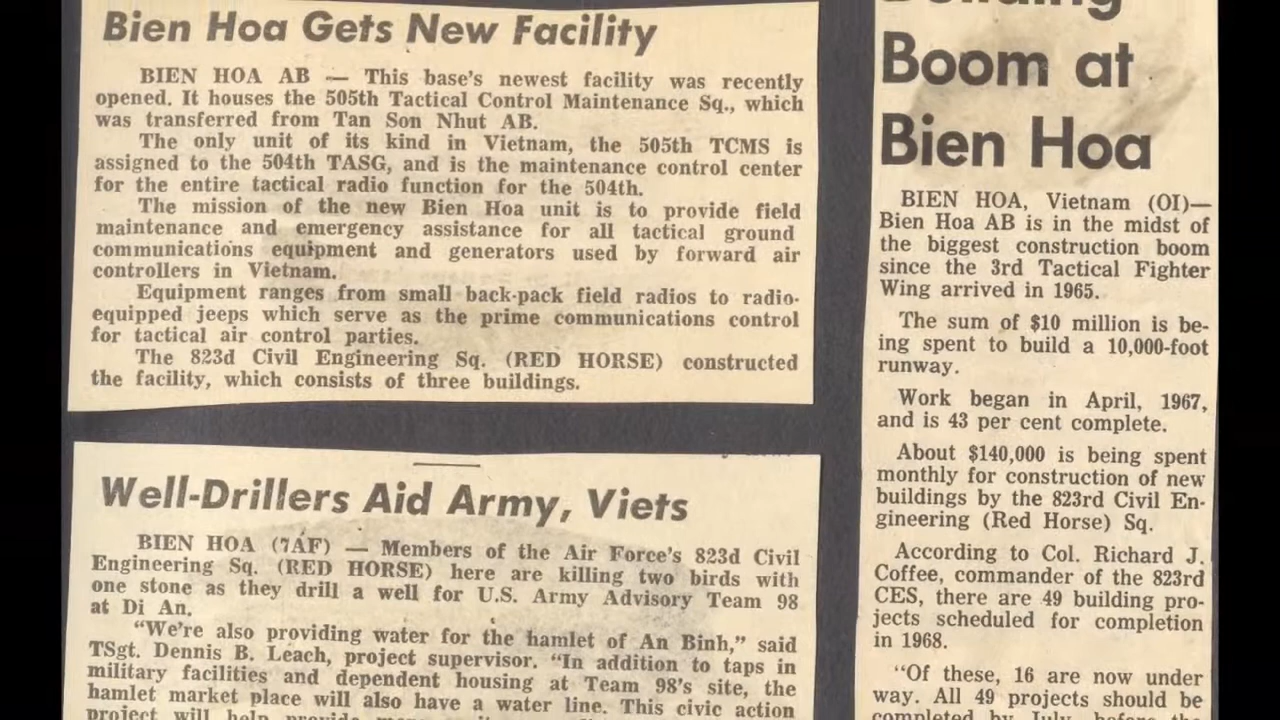 Bien Hoa Gets New Facility
BIEN HOA AB — This base's newest facility was recently
opened. It houses the 505th Tactical Control Maintenance Sq., which
was transferred from Tan Son Nhut AB.
The only unit of its kind in Vietnam, the 505th TCMS is
assigned to the 504th TASG, and is the maintenance control center
for the entire tactical radio function for the 504th.
The mission of the new Bien Hoa unit is to provide field
maintenance and emergency assistance for all tactical ground
communications equipment and generators used by forward air
controllers in Vietnam.
Equipment ranges from small back-pack field radios to radio-
equipped jeeps which serve as the prime communications control
for tactical air control parties.
The 823d Civil Engineering Sq. (RED HORSE) constructed
the facility, which consists of three buildings.
Well-Drillers Aid Army, Viets
BIEN HOA (7AF) — Members of the Air Force's 823d Civil
Engineering Sq. (RED HORSE) here are killing two birds with
one stone as they drill a well for U.S. Army Advisory Team 98
at Di An.
"We're also providing water for the hamlet of An Binh," said
TSgt. Dennis B. Leach, project supervisor. "In addition to taps in
military facilities and dependent housing at Team 98's site, the
hamlet market place will also have a water line. This civic action
project will help provide
Building
Boom at
Bien Hoa
BIEN HOA, Vietnam (OI)—
Bien Hoa AB is in the midst of
the biggest construction boom
since the 3rd Tactical Fighter
Wing arrived in 1965.
The sum of $10 million is be-
ing spent to build a 10,000-foot
runway.
Work began in April, 1967,
and is 43 per cent complete.
About $140,000 is being spent
monthly for construction of new
buildings by the 823rd Civil En-
gineering (Red Horse) Sq.
According to Col. Richard J.
Coffee, commander of the 823rd
CES, there are 49 building pro-
jects scheduled for completion
in 1968.
"Of these, 16 are now under
way. All 49 projects should be
completed by July, before the